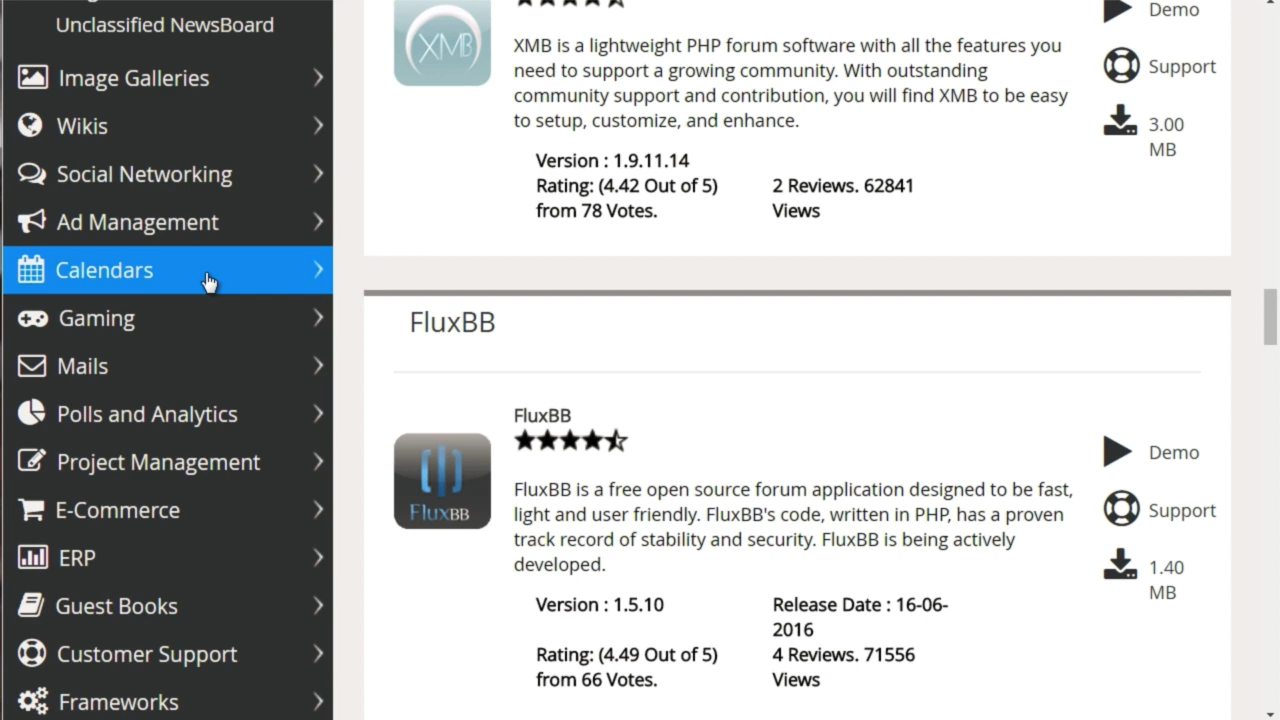 Unclassified NewsBoard
Image Galleries
Wikis
Social Networking
Ad Management
Calendars
Gaming
Mails
Polls and Analytics
Project Management
E-Commerce
ERP
Guest Books
Customer Support
Frameworks
XMB
XMB is a lightweight PHP forum software with all the features you
need to support a growing community. With outstanding
community support and contribution, you will find XMB to be easy
to setup, customize, and enhance.
Version : 1.9.11.14
Rating: (4.42 Out of 5)
from 78 Votes.
2 Reviews. 62841
Views
Demo
Support
3.00
MB
FluxBB
FluxBB
FluxBB
FluxBB is a free open source forum application designed to be fast,
light and user friendly. FluxBB's code, written in PHP, has a proven
track record of stability and security. FluxBB is being actively
developed.
Version : 1.5.10
Release Date : 16-06-
2016
Rating: (4.49 Out of 5)
from 66 Votes.
4 Reviews. 71556
Views
Demo
Support
1.40
MB